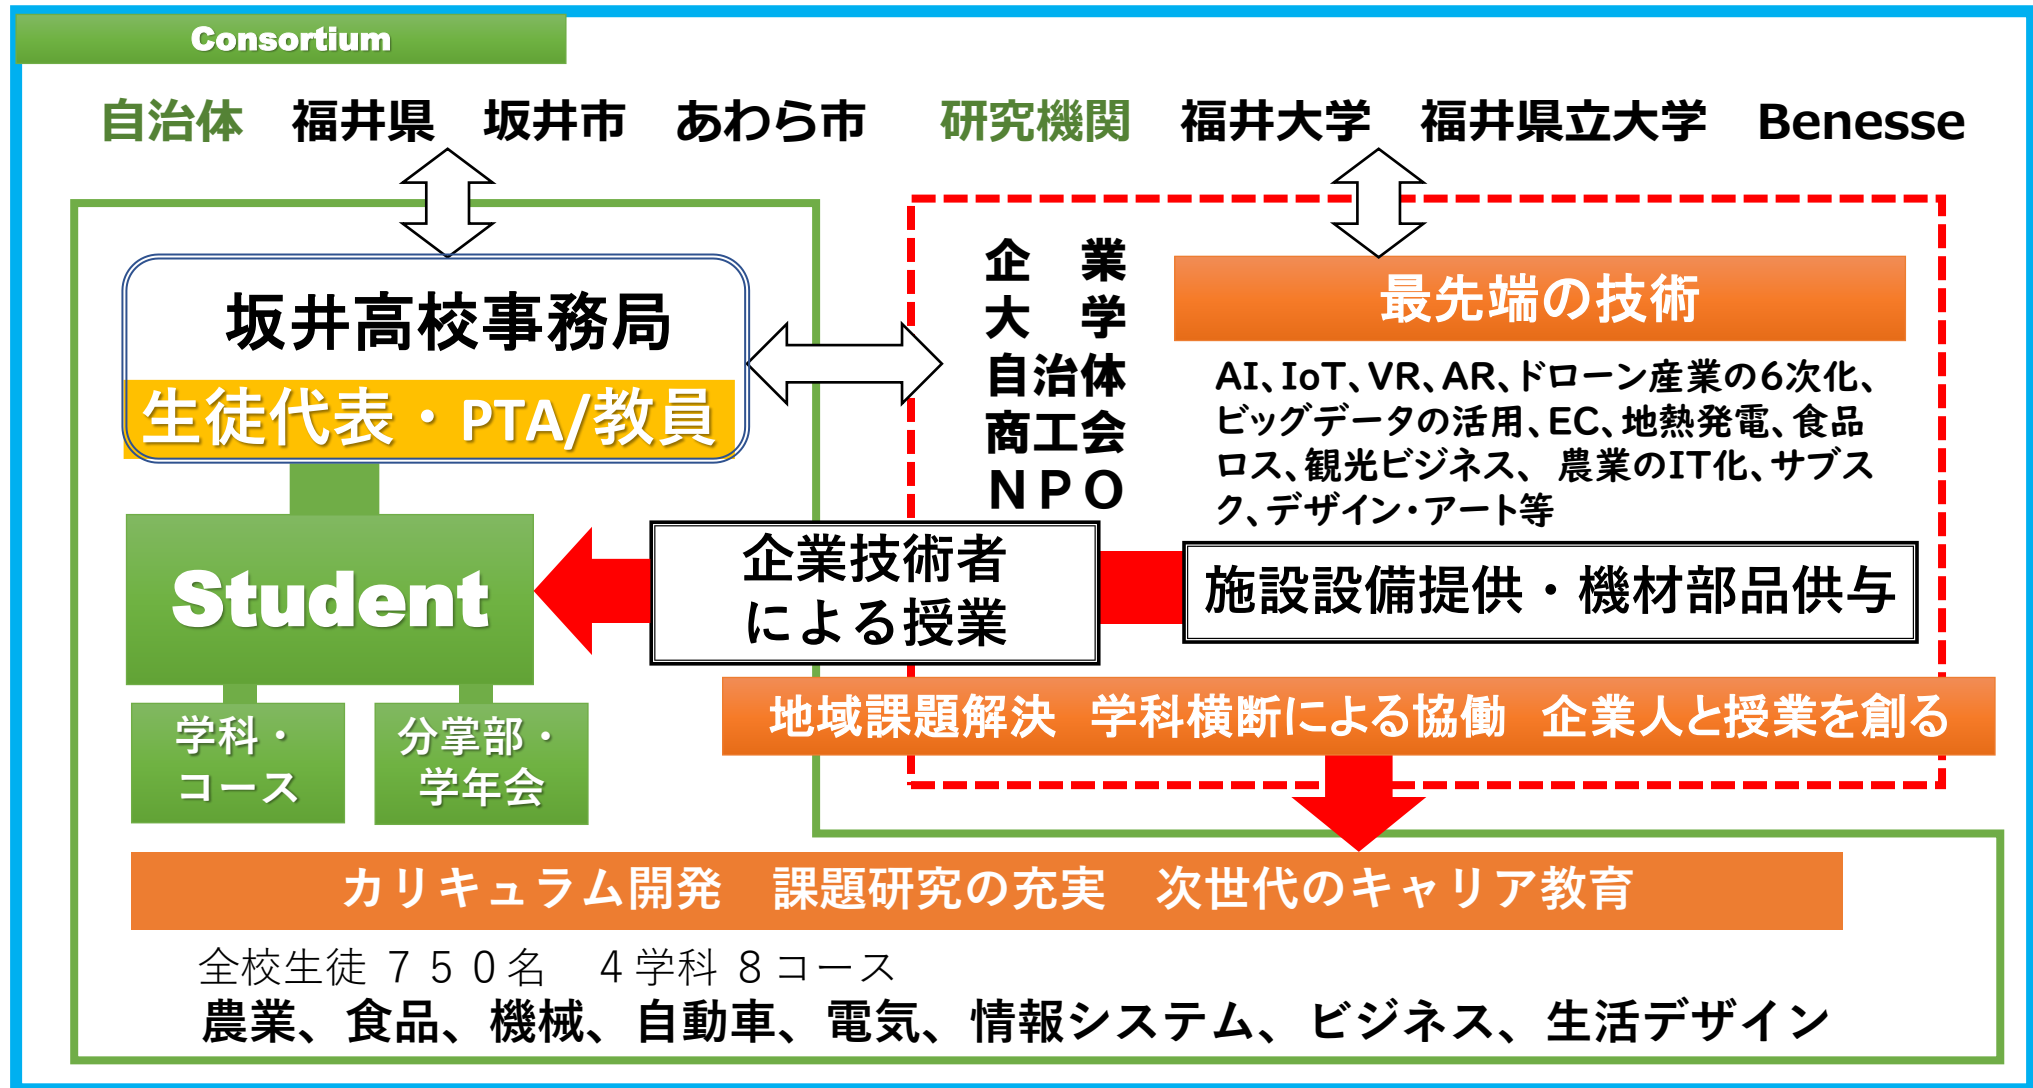 Consortium
自治体　福井県　坂井市　あわら市　研究機関　福井大学　福井県立大学　Benesse
坂井高校事務局
生徒代表・PTA/教員
Student
学科・
コース
分掌部・
学年会
企　業
大　学
自治体
商工会
ＮＰＯ
最先端の技術
AI、IoT、VR、AR、ドローン産業の6次化、
ビッグデータの活用、EC、地熱発電、食品
ロス、観光ビジネス、 農業のIT化、サブス
ク、デザイン・アート等
企業技術者
による授業
施設設備提供・機材部品供与
地域課題解決　学科横断による協働　企業人と授業を創る
カリキュラム開発　課題研究の充実　次世代のキャリア教育
全校生徒７５０名　４学科８コース
農業、食品、機械、自動車、電気、情報システム、ビジネス、生活デザイン